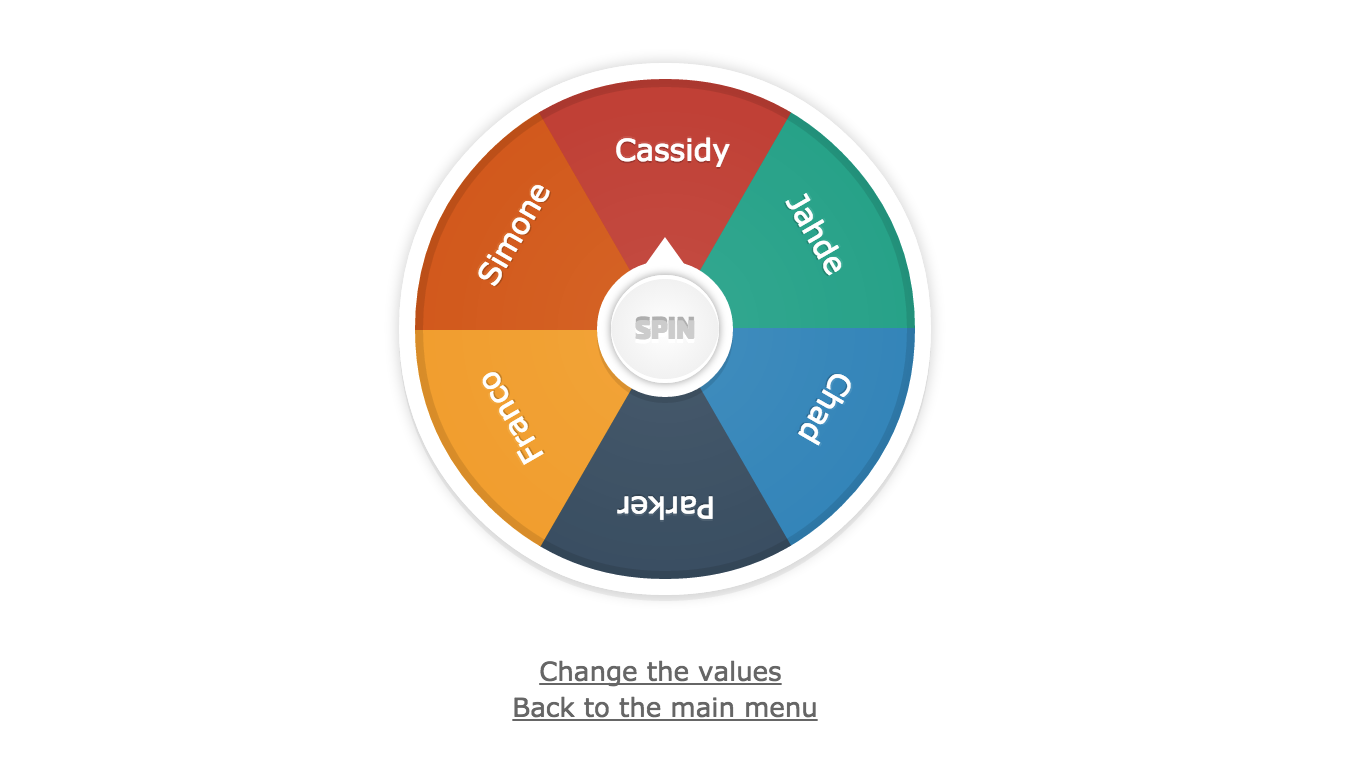 Cassidy
Simone
Jahde
SPIN
Franco
Chad
Parker
Change the values
Back to the main menu